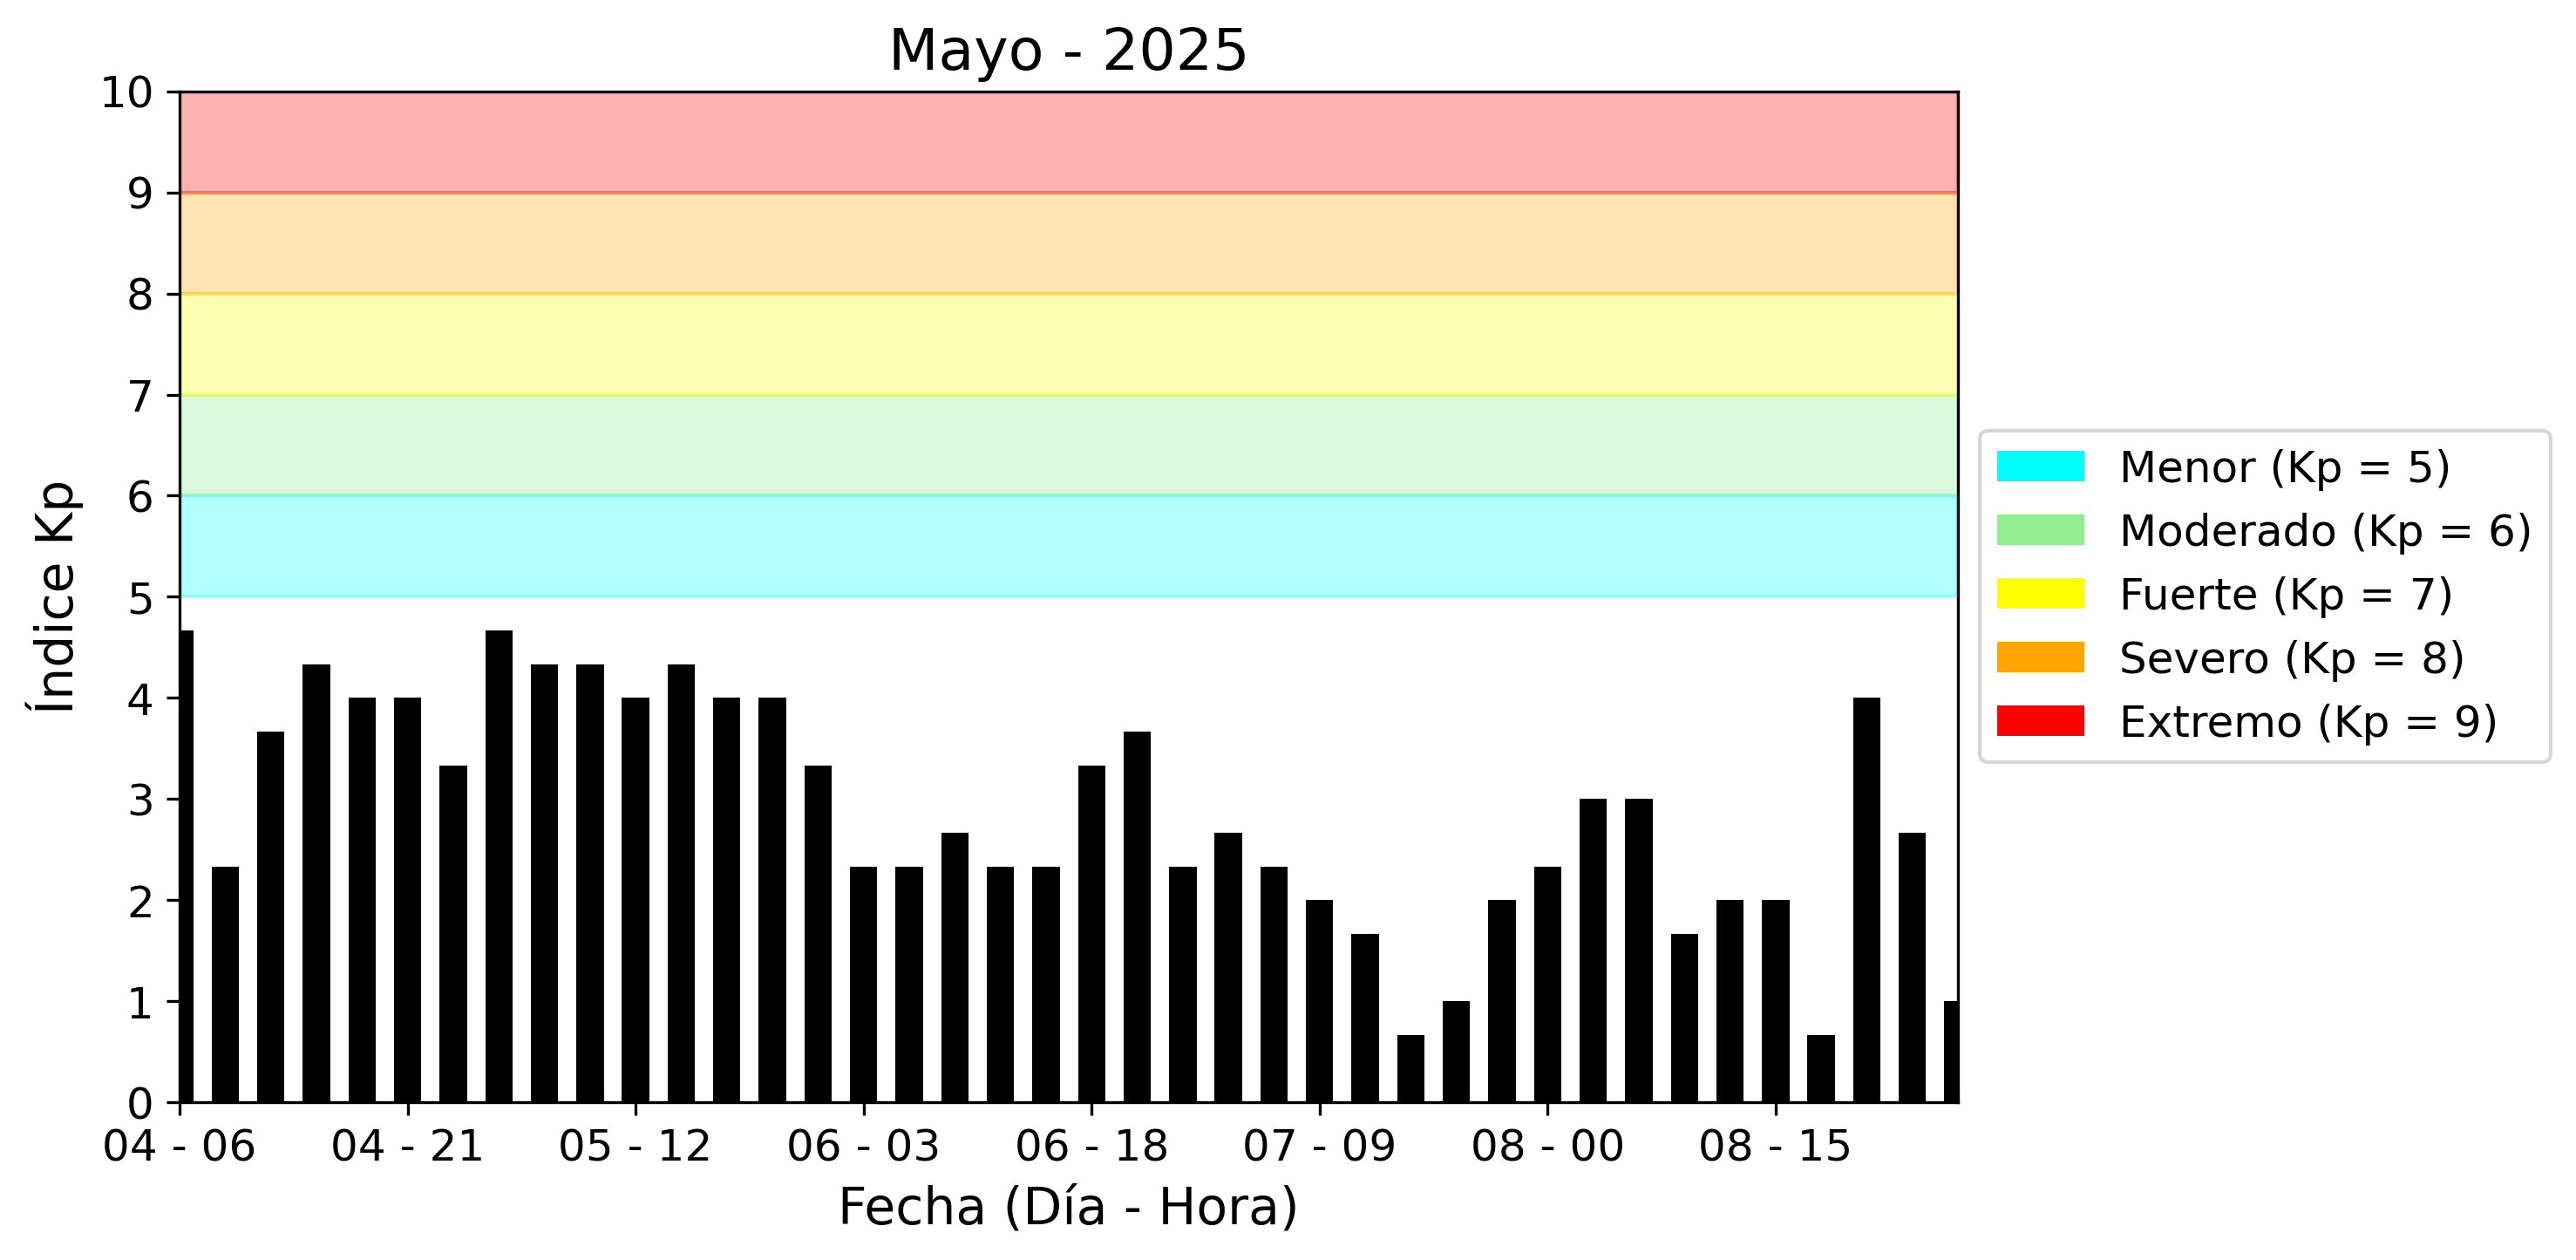 Mayo - 2025
10
9
8
7
6
5
4
3
2
1
0
Índice Kp
04 - 06
04 - 21
05 - 12
06 - 03
06 - 18
07 - 09
08 - 00
08 - 15
Fecha (Día - Hora)
Menor (Kp = 5)
Moderado (Kp = 6)
Fuerte (Kp = 7)
Severo (Kp = 8)
Extremo (Kp = 9)